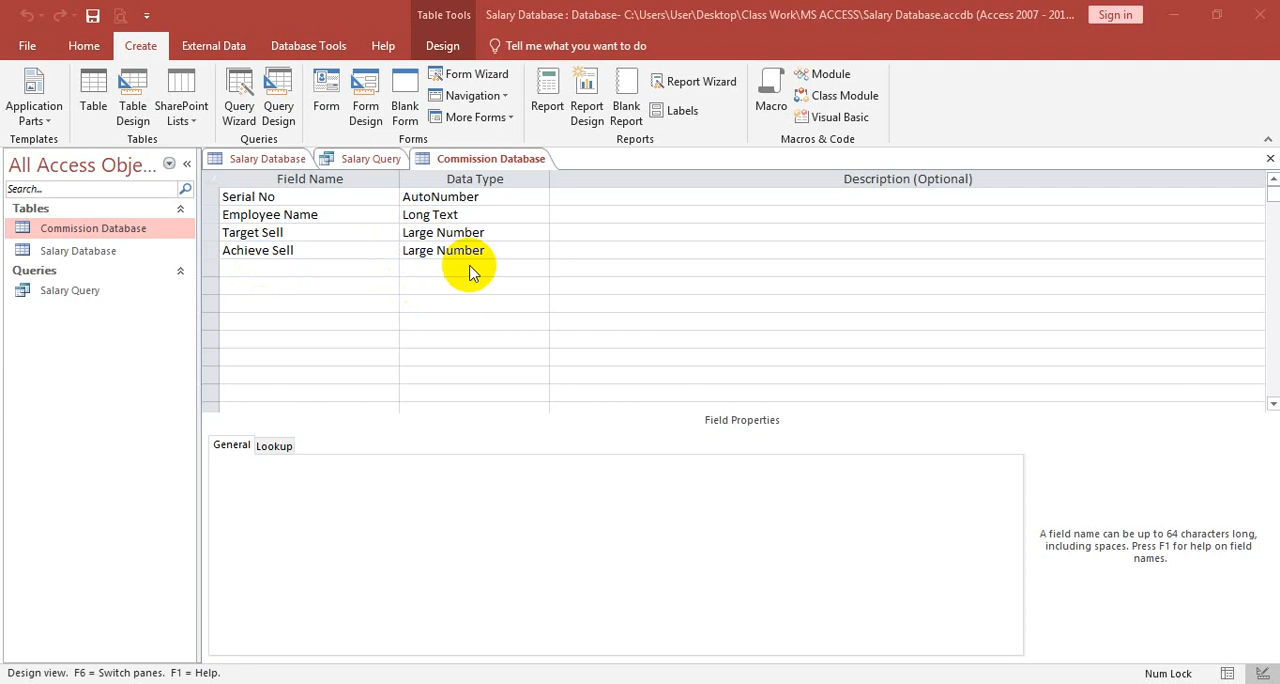 Table Tools
Salary Database : Database- C:\Users\User\Desktop\Class Work\MS ACCESS\Salary Database.accdb (Access 2007 - 201...
Sign in
File Home Create External Data Database Tools Help Design Tell me what you want to do
Application Parts
Templates
Table
Table Design
SharePoint Lists
Tables
Query Wizard
Query Design
Queries
Form
Form Design
Blank Form
Form Wizard
Navigation
More Forms
Forms
Report
Report Design
Blank Report
Report Wizard
Labels
Reports
Macro
Module
Class Module
Visual Basic
Macros & Code
All Access Obje...
Search...
Tables
Commission Database
Salary Database
Queries
Salary Query
Salary Database Salary Query Commission Database
Field Name Data Type Description (Optional)
Serial No AutoNumber
Employee Name Long Text
Target Sell Large Number
Achieve Sell Large Number
Field Properties
General Lookup
A field name can be up to 64 characters long,
including spaces. Press F1 for help on field
names.
Design view. F6 = Switch panes. F1 = Help.
Num Lock